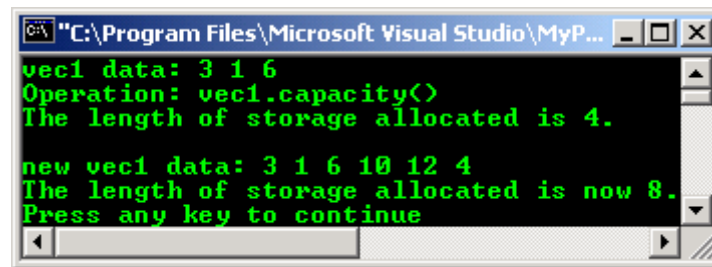 "C:\Program Files\Microsoft Visual Studio\MyP...
vec1 data: 3 1 6
Operation: vec1.capacity()
The length of storage allocated is 4.
new vec1 data: 3 1 6 10 12 4
The length of storage allocated is now 8.
Press any key to continue